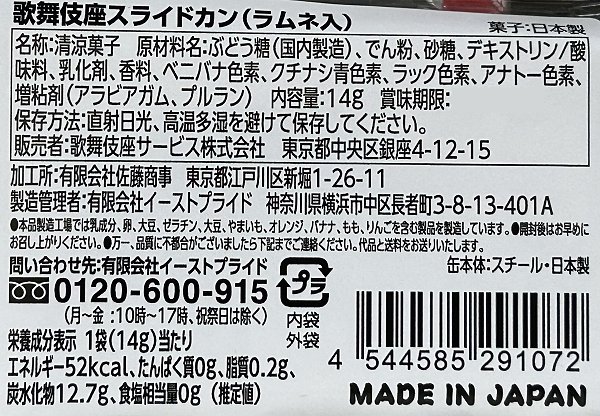 歌舞伎座スライドカン(ラムネ入)
菓子:日本製
名称:清涼菓子 原材料名:ぶどう糖(国内製造)、でん粉、砂糖、デキストリン/酸
味料、乳化剤、香料、ベニバナ色素、クチナシ青色素、ラック色素、アナトー色素、
増粘剤(アラビアガム、プルラン) 内容量:14g 賞味期限:
保存方法:直射日光、高温多湿を避けて保存してください。
販売者:歌舞伎座サービス株式会社 東京都中央区銀座4-12-15
加工所:有限会社佐藤商事 東京都江戸川区新堀1-26-11
製造管理者:有限会社イーストプライド 神奈川県横浜市中区長者町3-8-13-401A
●本品製造工場では乳成分、卵、大豆、ゼラチン、大豆、やまいも、オレンジ、バナナ、もも、りんごを含む製品を製造しています。●開封後はお早めに
お召し上がりください。●万一、品質に不都合がございましたら下記までご連絡ください。代品と送料をお送りいたします。
問い合わせ先:有限会社イーストプライド
0120-600-915
(月〜金:10時〜17時、祝祭日は除く)
栄養成分表示 1袋(14g)当たり
エネルギー52kcal、たんぱく質0g、脂質0.2g、
炭水化物12.7g、食塩相当量0g(推定値)
プラ
内袋
外袋
缶本体:スチール・日本製
4 544585 291072
MADE IN JAPAN